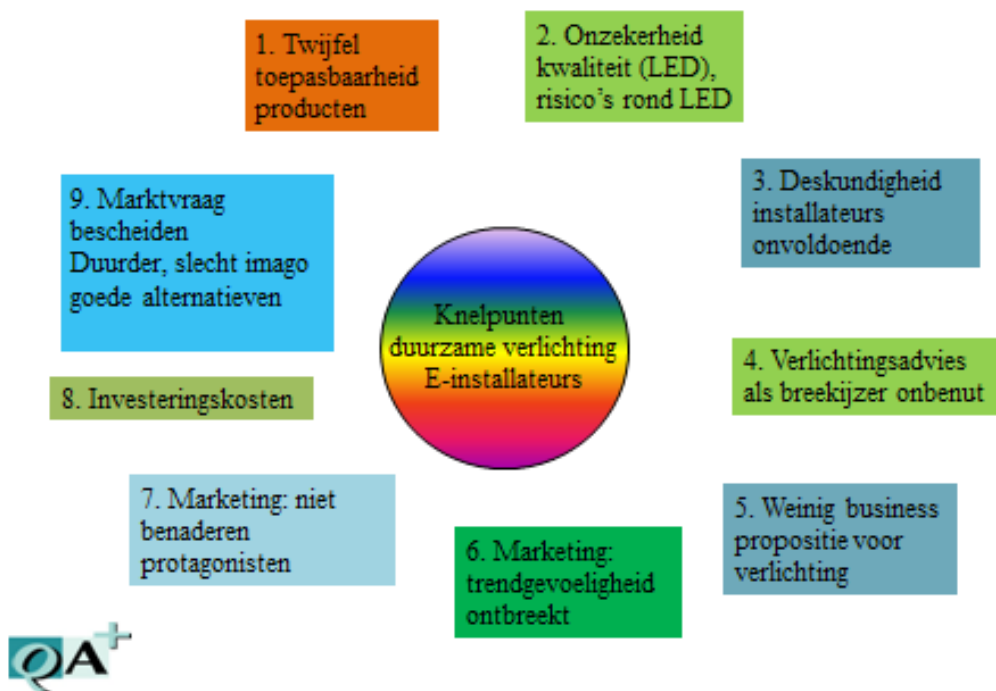 1. Twijfel
toepasbaarheid
producten
2. Onzekerheid
kwaliteit (LED),
risico's rond LED
3. Deskundigheid
installateurs
onvoldoende
4. Verlichtingsadvies
als breekijzer onbenut
5. Weinig business
propositie voor
verlichting
6. Marketing:
trendgevoeligheid
ontbreekt
7. Marketing: niet
benaderen
protagonisten
8. Investeringskosten
9. Marktvraag
bescheiden
Duurder, slecht imago
goede alternatieven
Knelpunten
duurzame verlichting
E-installateurs
QA+